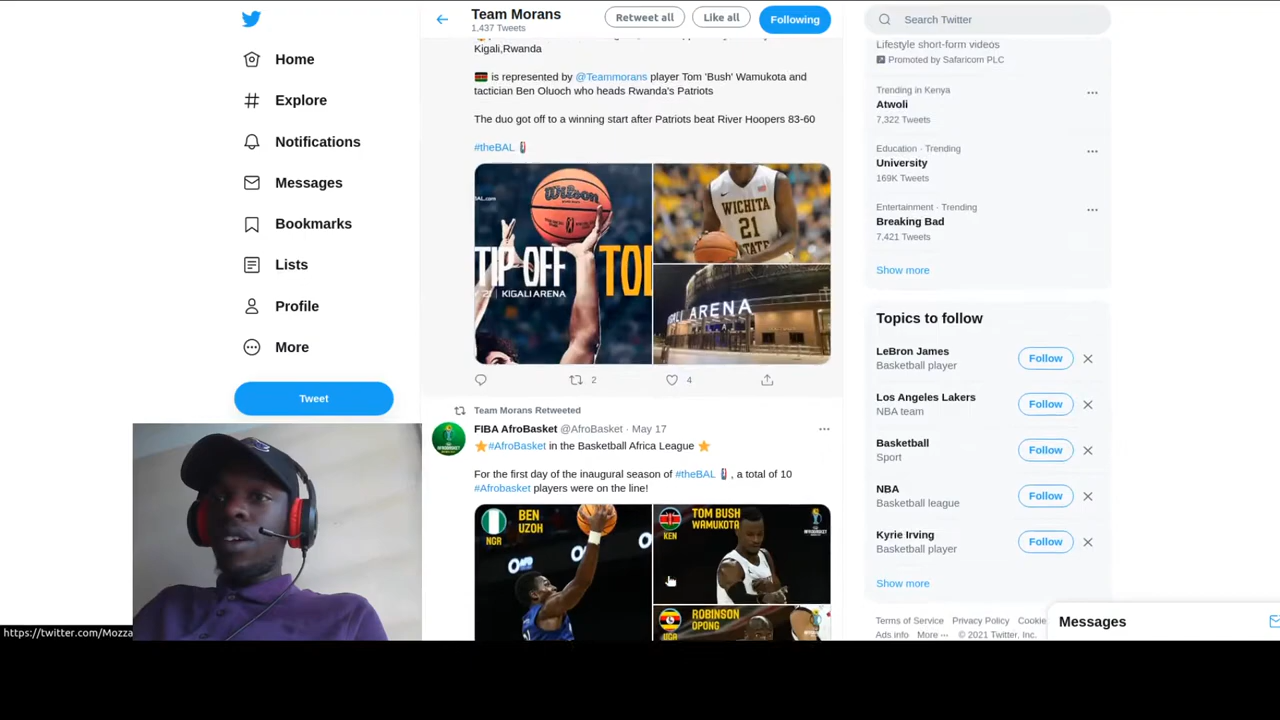 Home
Explore
Notifications
Messages
Bookmarks
Lists
Profile
More
Tweet
https://twitter.com/Mozza
Team Morans
1,437 Tweets
Retweet all
Like all
Following
Kigali,Rwanda
is represented by @Teammorans player Tom 'Bush' Wamukota and
tactician Ben Oluoch who heads Rwanda's Patriots
The duo got off to a winning start after Patriots beat River Hoopers 83-60
#theBAL
AL.com
Wilson
TIP OFF
TO
21 | KIGALI ARENA
WICHITA
21
STATE
ALI ARENA
2
4
Team Morans Retweeted
FIBA AfroBasket @AfroBasket · May 17
#AfroBasket in the Basketball Africa League
For the first day of the inaugural season of #theBAL , a total of 10
#Afrobasket players were on the line!
NGR
BEN
UZOH
KEN
TOM BUSH
WAMUKOTA
UGA
ROBINSON
OPONG
Search Twitter
Lifestyle short-form videos
Promoted by Safaricom PLC
Trending in Kenya
Atwoli
7,322 Tweets
Education · Trending
University
169K Tweets
Entertainment · Trending
Breaking Bad
7,421 Tweets
Show more
Topics to follow
LeBron James
Basketball player
Follow
Los Angeles Lakers
NBA team
Follow
Basketball
Sport
Follow
NBA
Basketball league
Follow
Kyrie Irving
Basketball player
Follow
Show more
Terms of Service Privacy Policy Cookie
Ads info More ··· © 2021 Twitter, Inc.
Messages